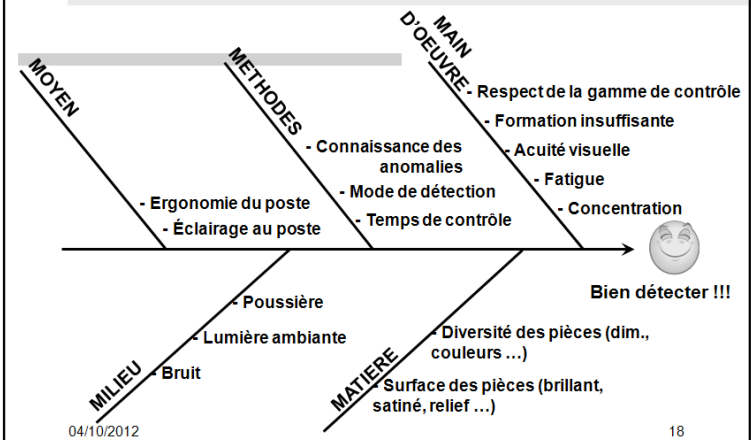 MOYEN
- Ergonomie du poste
- Éclairage au poste
METHODES
- Connaissance des
anomalies
- Mode de détection
- Temps de contrôle
MAIN
D'OEUVRE
- Respect de la gamme de contrôle
- Formation insuffisante
- Acuité visuelle
- Fatigue
- Concentration
Bien détecter !!!
MILIEU
- Poussière
- Lumière ambiante
- Bruit
MATIERE
- Diversité des pièces (dim.,
couleurs ...)
- Surface des pièces (brillant,
satiné, relief ...)
04/10/2012
18